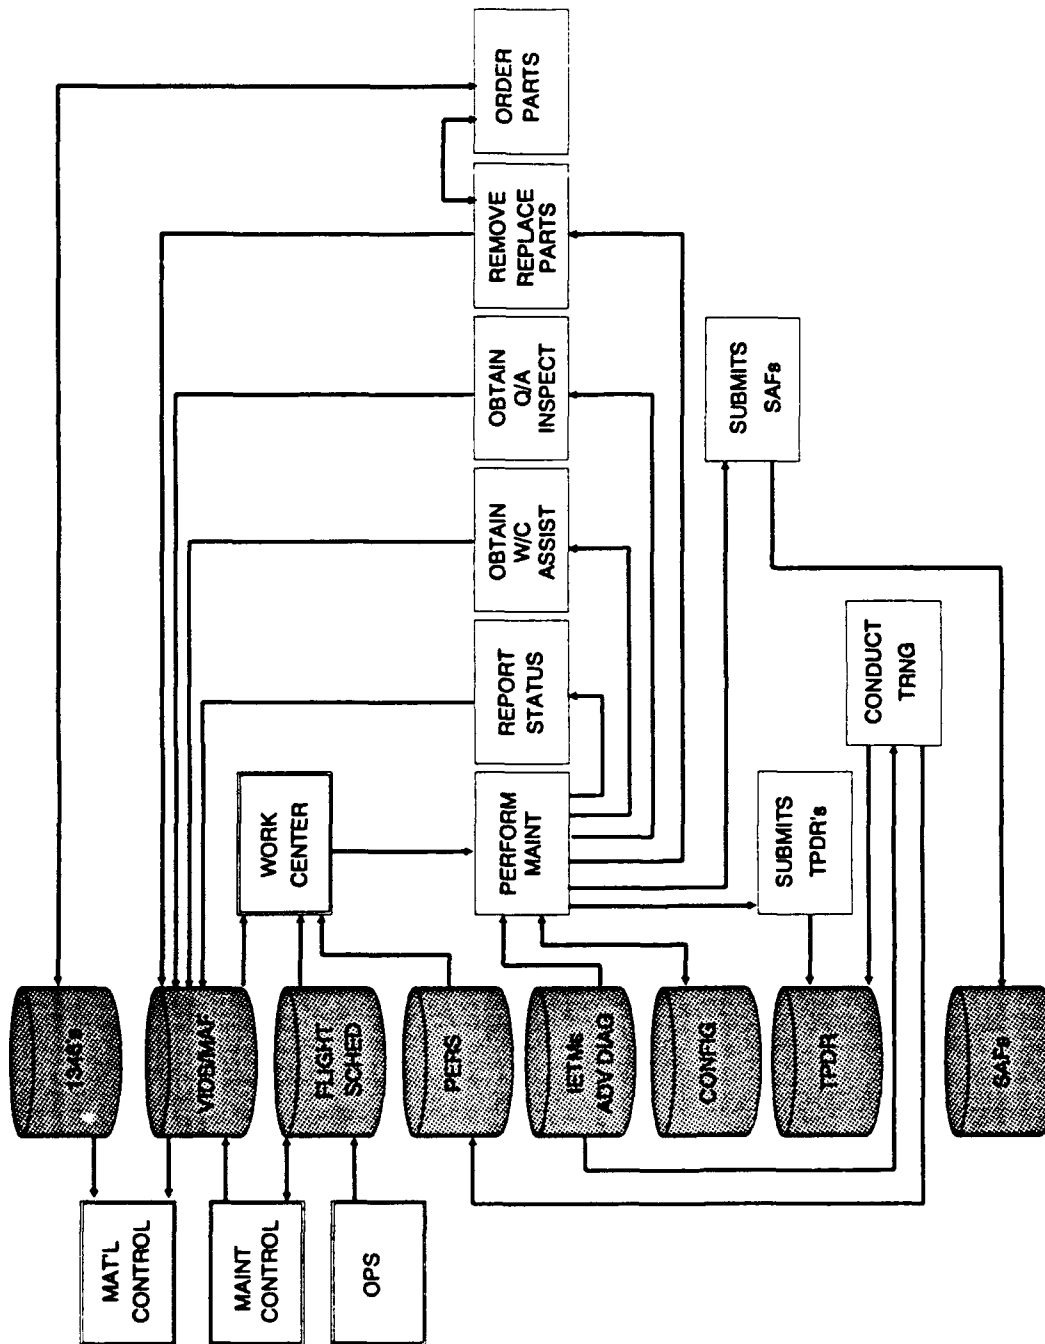 MAT'L
CONTROL
MAINT
CONTROL
OPS
1348s
VIDS/MAF
FLIGHT
SCHED
PERS
IETMs
ADV DIAG
CONFIG
TPDR
SAFs
WORK
CENTER
PERFORM
MAINT
REPORT
STATUS
OBTAIN
W/C
ASSIST
OBTAIN
Q/A
INSPECT
REMOVE
REPLACE
PARTS
ORDER
PARTS
SUBMITS
SAFs
SUBMITS
TPDR's
CONDUCT
TRNG